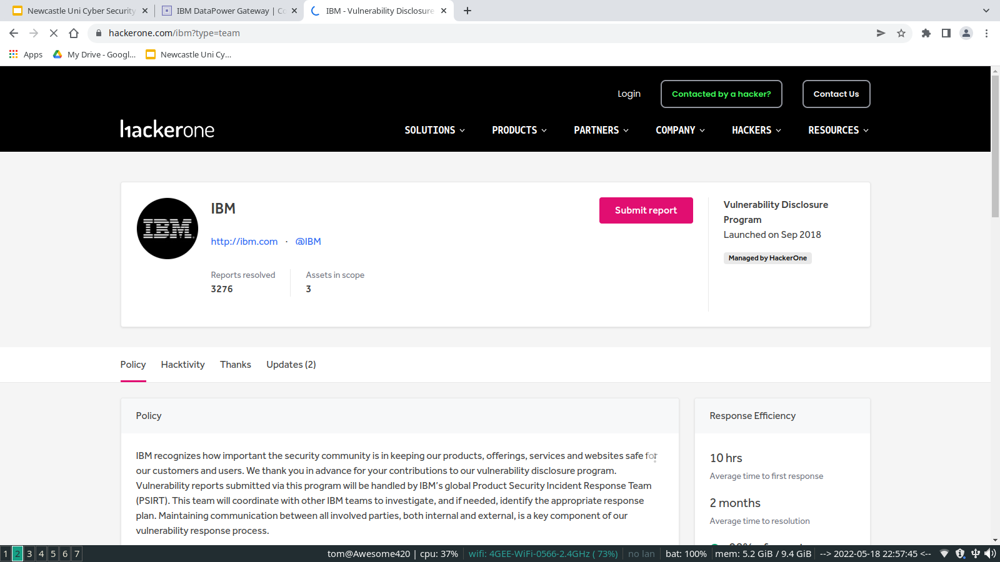 Newcastle Uni Cyber Security
IBM DataPower Gateway | Co
IBM - Vulnerability Disclosure
hackerone.com/ibm?type=team
Apps
My Drive - Googl...
Newcastle Uni Cy...
Login
Contacted by a hacker?
Contact Us
hackerone
SOLUTIONS
PRODUCTS
PARTNERS
COMPANY
HACKERS
RESOURCES
IBM
IBM
Submit report
http://ibm.com · @IBM
Reports resolved
3276
Assets in scope
3
Vulnerability Disclosure
Program
Launched on Sep 2018
Managed by HackerOne
Policy
Hacktivity
Thanks
Updates (2)
Policy
IBM recognizes how important the security community is in keeping our products, offerings, services and websites safe for
our customers and users. We thank you in advance for your contributions to our vulnerability disclosure program.
Vulnerability reports submitted via this program will be handled by IBM's global Product Security Incident Response Team
(PSIRT). This team will coordinate with other IBM teams to investigate, and if needed, identify the appropriate response
plan. Maintaining communication between all involved parties, both internal and external, is a key component of our
vulnerability response process.
Response Efficiency
10 hrs
Average time to first response
2 months
Average time to resolution
1 2 3 4 5 6 7
tom@Awesome420 | cpu: 37% | wifi: 4GEE-WiFi-0566-2.4GHz ( 73%) | no lan | bat: 100% | mem: 5.2 GiB / 9.4 GiB | --> 2022-05-18 22:57:45 <--